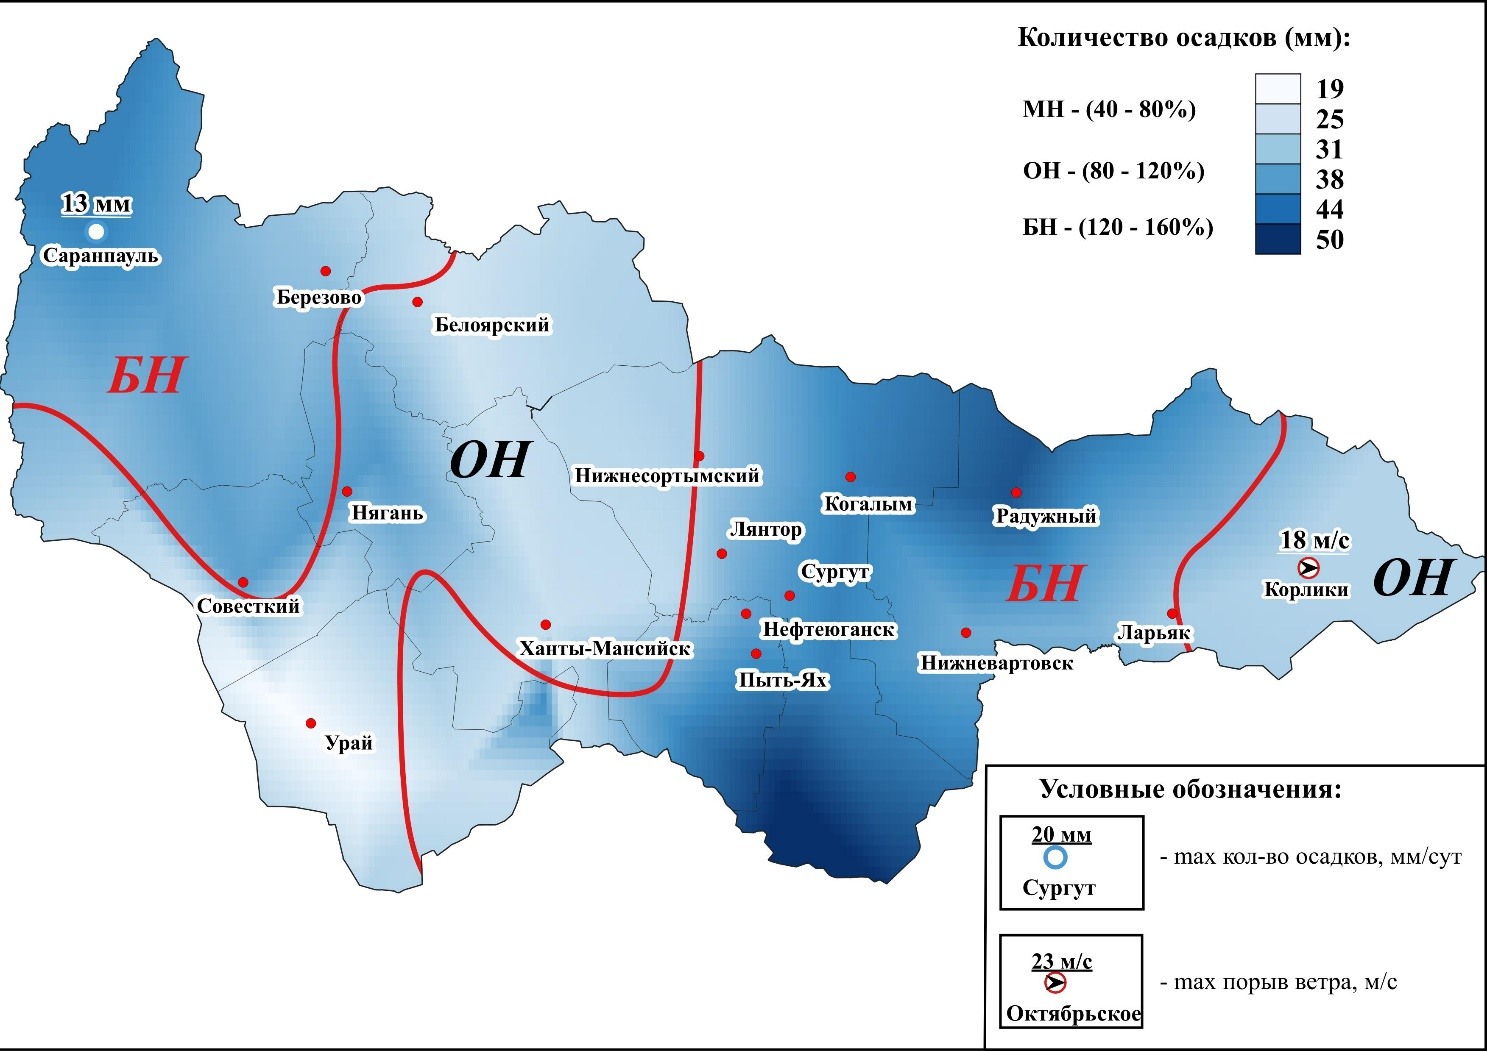 Количество осадков (мм):
МН - (40 - 80%)
ОН - (80 - 120%)
БН - (120 - 160%)
19
25
31
38
44
50
13 мм
Саранпауль
Березово
Белоярский
БН
ОН
Нижнесортымский
Когалым
Нягань
Радужный
Лянтор
18 м/с
Сургут
БН
Корлики
ОН
Совесткий
Нефтеюганск
Ларьяк
Ханты-Мансийск
Нижневартовск
Пыть-Ях
Урай
Условные обозначения:
20 мм
Сургут
- max кол-во осадков, мм/сут
23 м/с
Октябрьское
- max порыв ветра, м/с